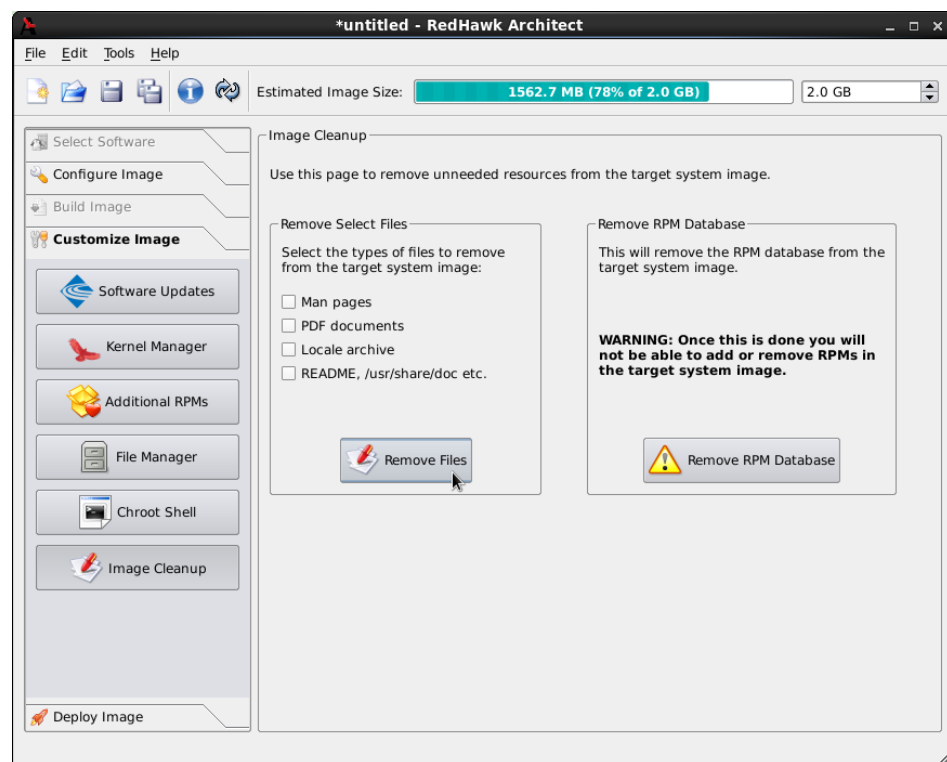 *untitled - RedHawk Architect
File Edit Tools Help
Estimated Image Size: 1562.7 MB (78% of 2.0 GB) 2.0 GB
Select Software
Configure Image
Build Image
Customize Image
Software Updates
Kernel Manager
Additional RPMs
File Manager
Chroot Shell
Image Cleanup
Deploy Image
Image Cleanup
Use this page to remove unneeded resources from the target system image.
Remove Select Files
Select the types of files to remove
from the target system image:
Man pages
PDF documents
Locale archive
README, /usr/share/doc etc.
Remove Files
Remove RPM Database
This will remove the RPM database from the
target system image.
WARNING: Once this is done you will
not be able to add or remove RPMs in
the target system image.
Remove RPM Database